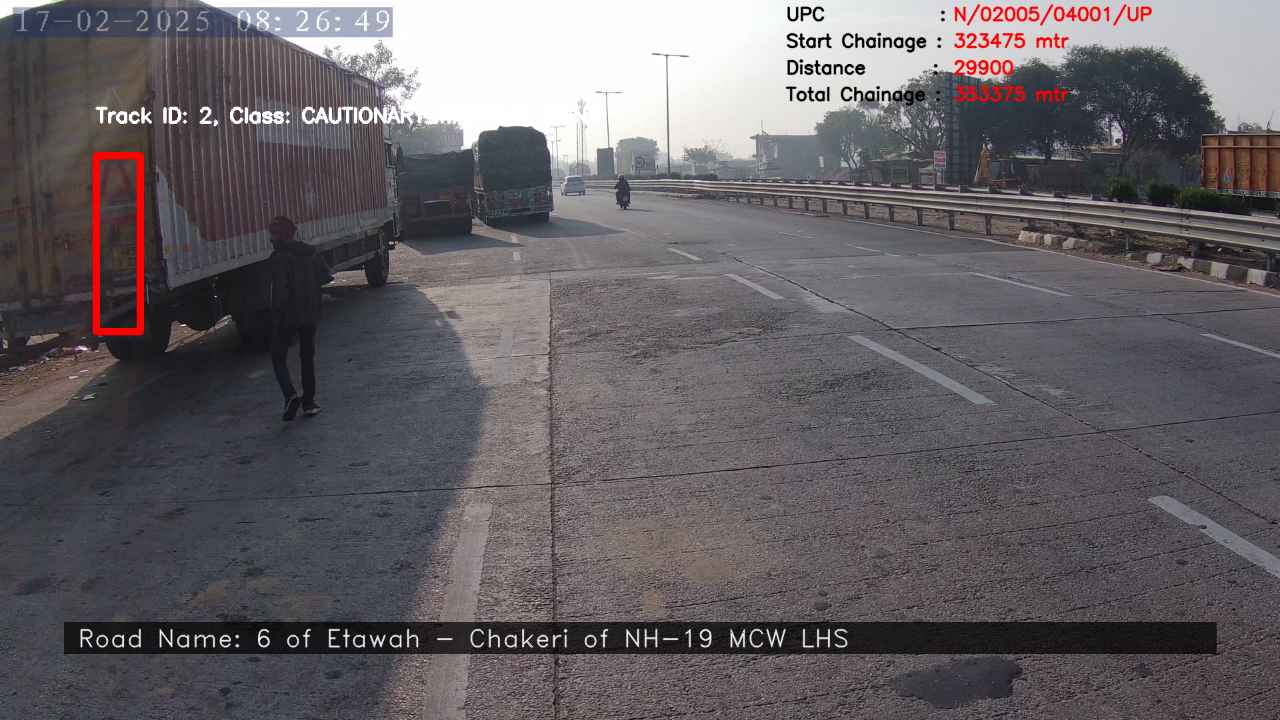 17-02-2025 08:26:49
UPC : N/02005/04001/UP
Start Chainage : 323475 mtr
Distance : 29900
Total Chainage : 353375 mtr
Track ID: 2, Class: CAUTIONAR
Road Name: 6 of Etawah - Chakeri of NH-19 MCW LHS